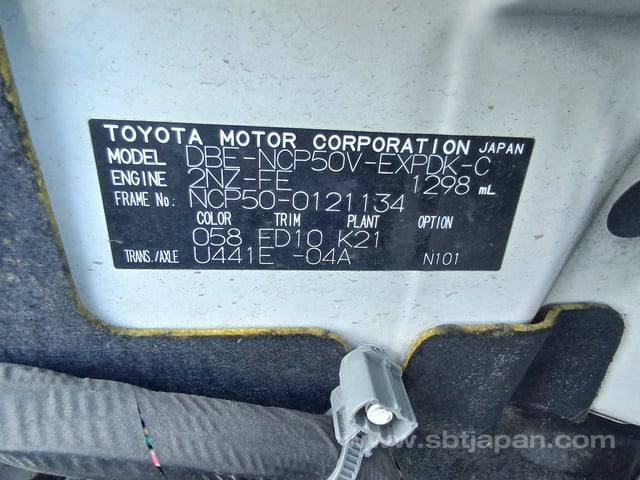 TOYOTA MOTOR CORPORATION JAPAN
MODEL DBE-NCP50V-EXPDK-C
ENGINE 2NZ-FE 1298 mL
FRAME No. NCP50-0121134
COLOR TRIM PLANT OPTION
058 FD10 K21
TRANS./AXLE U441E -04A N101
www.sbtjapan.com